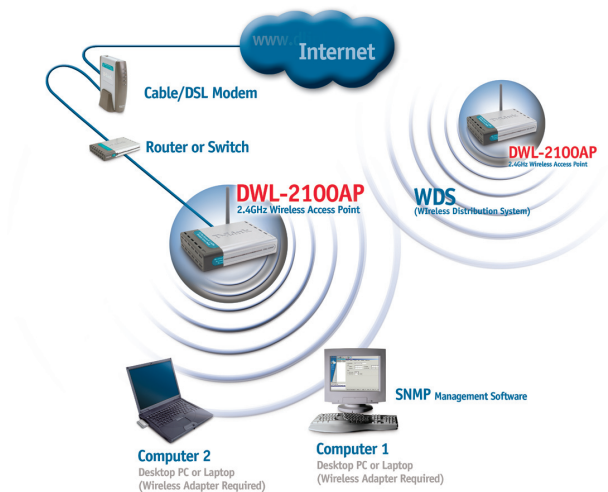 www.d
Internet
Cable/DSL Modem
Router or Switch
DWL-2100AP
2.4GHz Wireless Access Point
DWL-2100AP
2.4GHz Wireless Access Point
WDS
(Wireless Distribution System)
SNMP Management Software
Computer 2
Desktop PC or Laptop
(Wireless Adapter Required)
Computer 1
Desktop PC or Laptop
(Wireless Adapter Required)